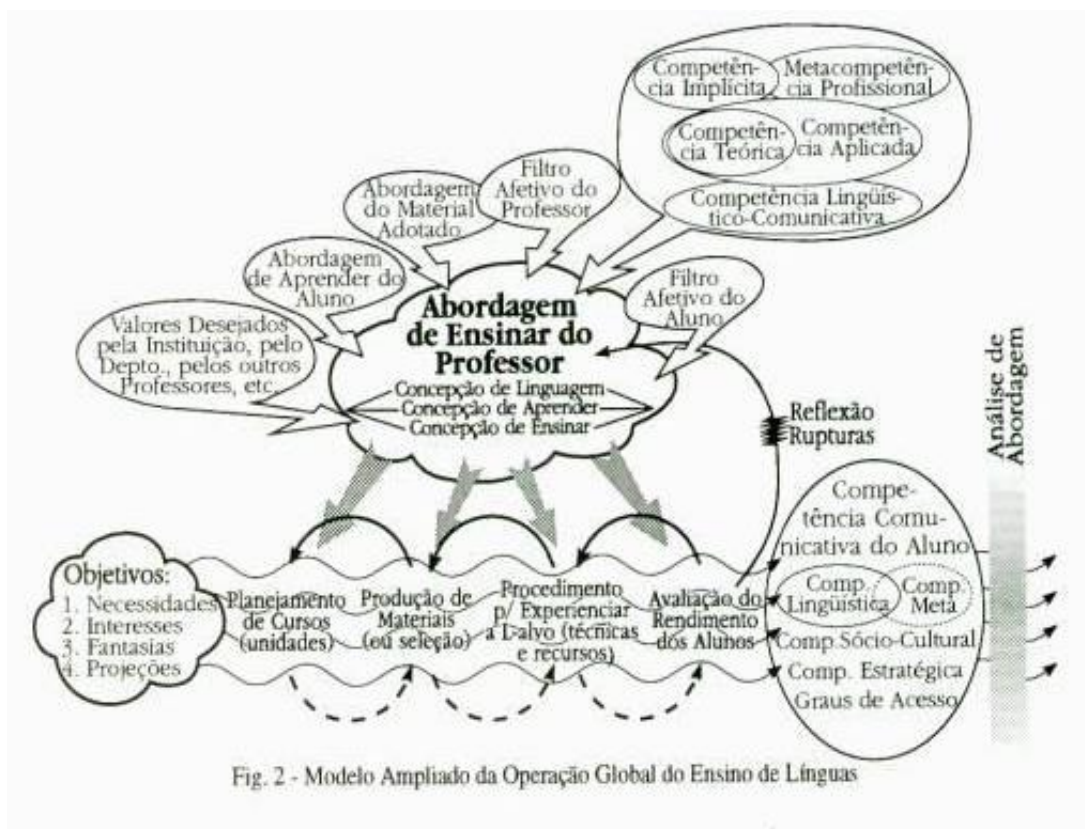 Competên-
cia Implícita
Metacompetên-
cia Profissional
Competên-
cia Teórica
Competên-
cia Aplicada
Competência Lingüís-
tico-Comunicativa
Filtro
Afetivo do
Professor
Abordagem
do Material
Adotado
Abordagem
de Aprender do
Aluno
Valores Desejados
pela Instituição, pelo
Depto., pelos outros
Professores, etc
Filtro
Afetivo do
Aluno
Abordagem
de Ensinar do
Professor
Concepção de Linguagem
Concepção de Aprender
Concepção de Ensinar
Reflexão
Rupturas
Análise de
Abordagem
Objetivos:
1. Necessidades
2. Interesses
3. Fantasias
4. Projeções
Planejamento
de Cursos
(unidades)
Produção de
Materiais
(ou seleção)
Procedimento
p/ Experienciar
a L-alvo (técnicas
e recursos)
Avaliação do
Rendimento
dos Alunos
Compe-
tência Comu-
nicativa do Aluno
Comp.
Lingüística
Comp.
Meta
Comp. Sócio-Cultural
Comp. Estratégica
Graus de Acesso
Fig. 2 - Modelo Ampliado da Operação Global do Ensino de Línguas